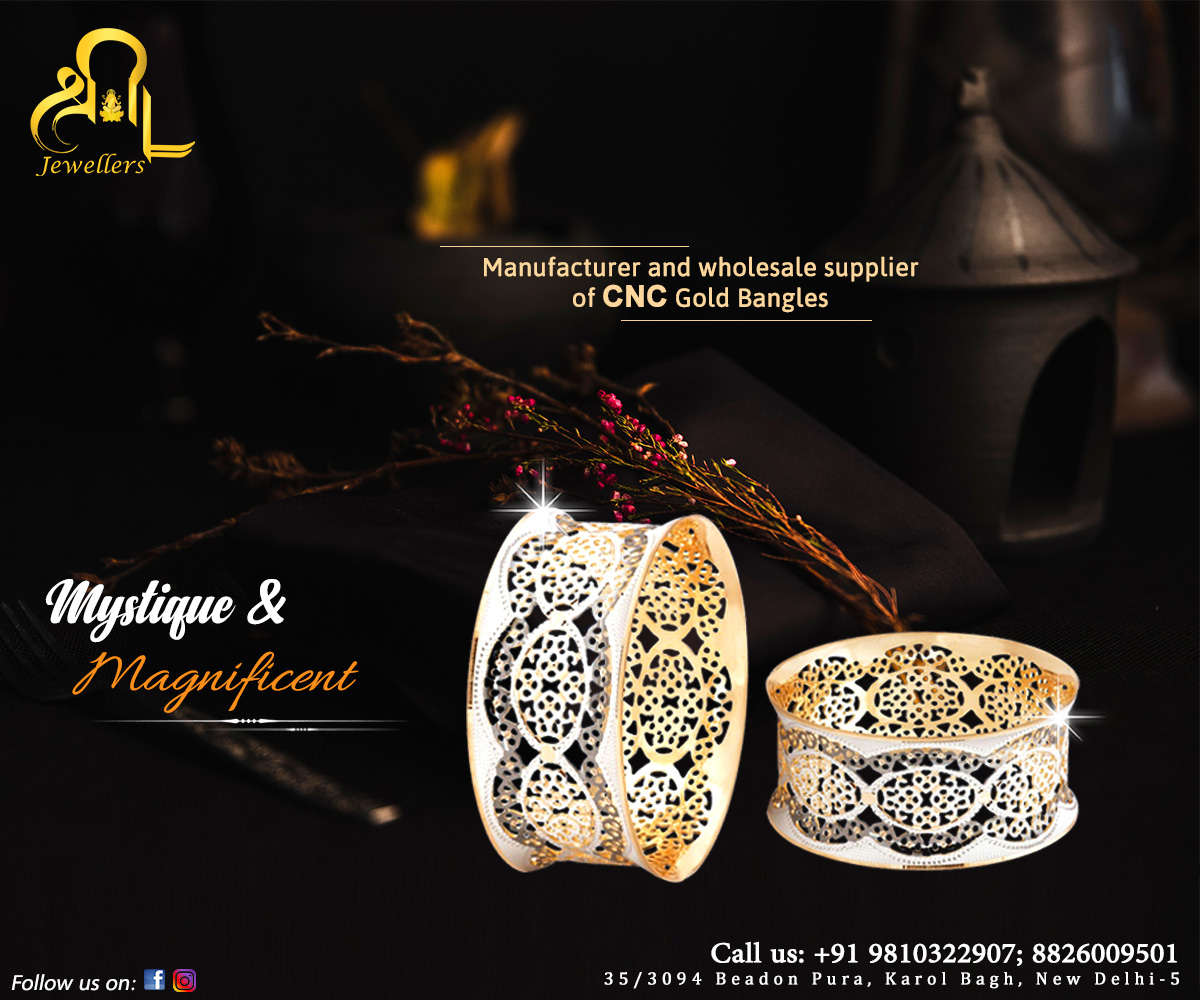 Jewellers
Manufacturer and wholesale supplier
of CNC Gold Bangles
Mystique &
Magnificent
Call us: +91 9810322907; 8826009501
35/3094 Beadon Pura, Karol Bagh, New Delhi-5
Follow us on: